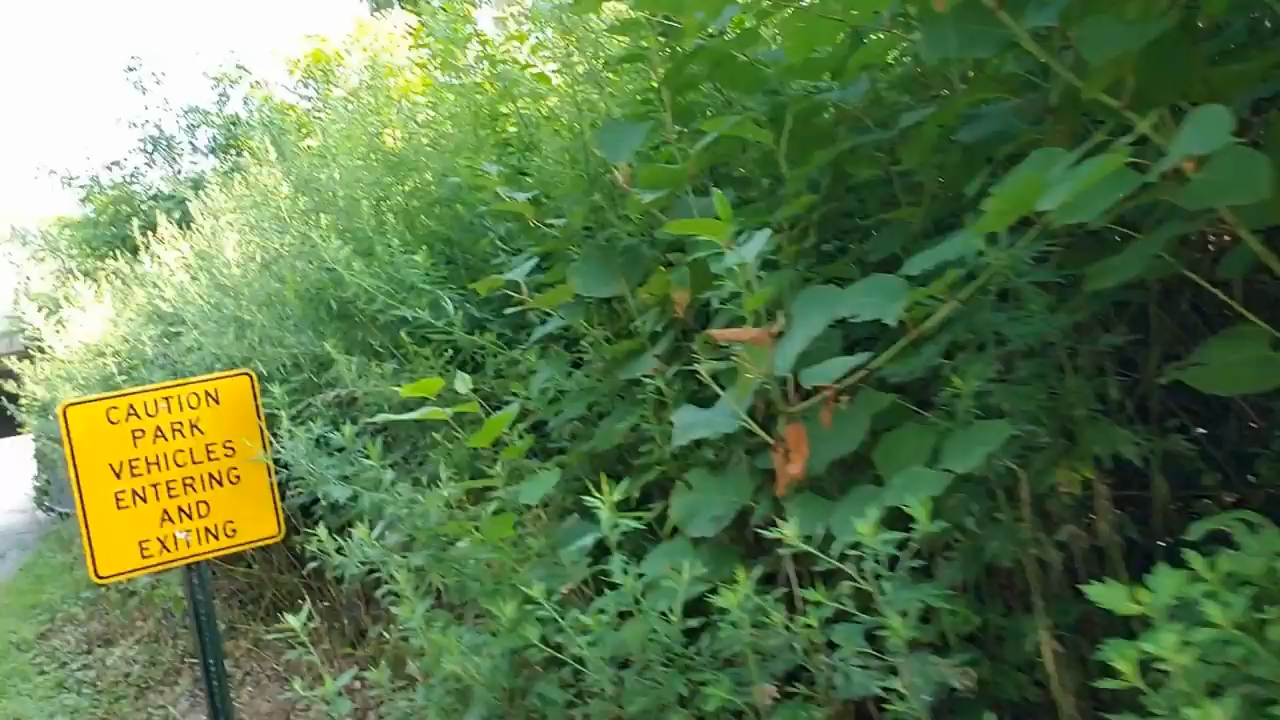 CAUTION
PARK
VEHICLES
ENTERING
AND
EXITING